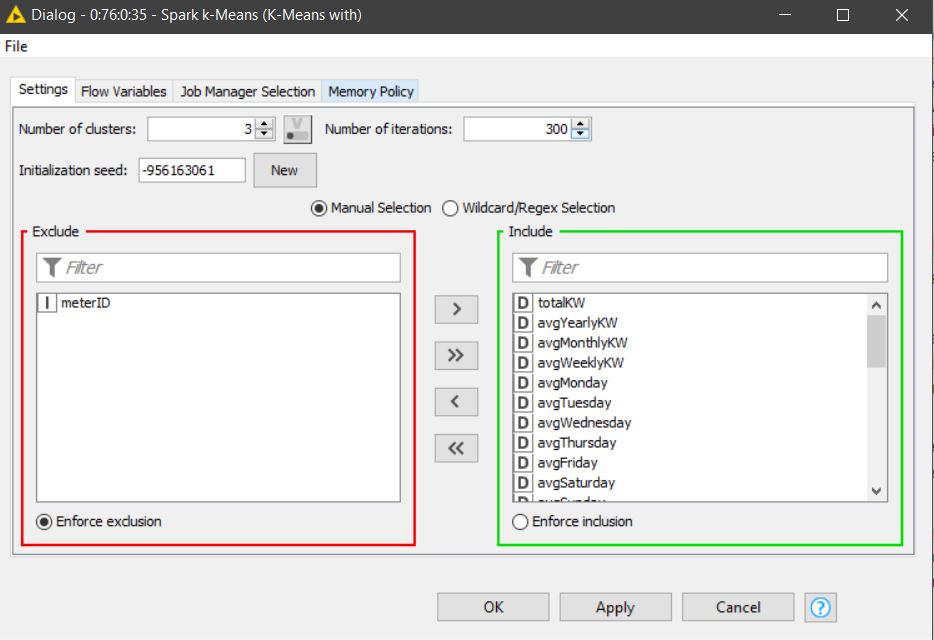 Dialog - 0:76:0:35 - Spark k-Means (K-Means with)
File
Settings Flow Variables Job Manager Selection Memory Policy
Number of clusters: 3 V Number of iterations: 300
Initialization seed: -956163061 New
Manual Selection Wildcard/Regex Selection
Exclude
Filter
I meterID
Enforce exclusion
>
>>
<
<<
Include
Filter
D totalKW
D avgYearlyKW
D avgMonthlyKW
D avgWeeklyKW
D avgMonday
D avgTuesday
D avgWednesday
D avgThursday
D avgFriday
D avgSaturday
D avgSunday
Enforce inclusion
OK Apply Cancel ?